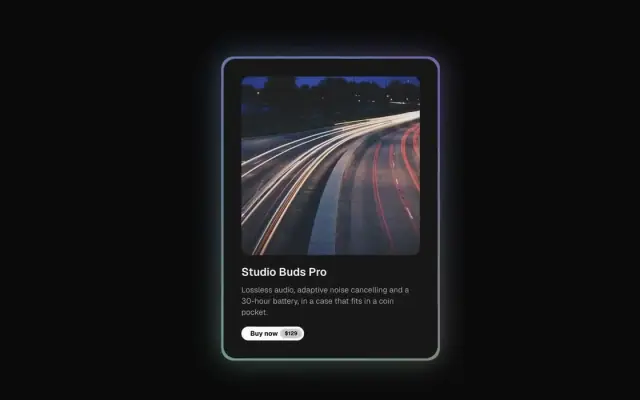 Studio Buds Pro
Lossless audio, adaptive noise cancelling and a
30-hour battery, in a case that fits in a coin
pocket.
Buy now $129